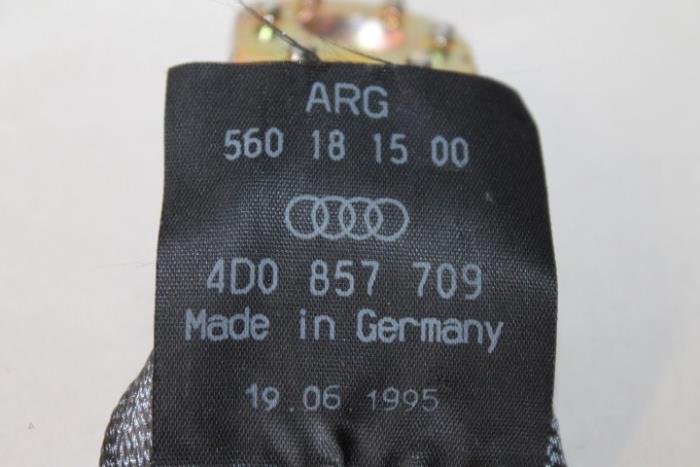 ARG
560 18 15 00
4D0 857 709
Made in Germany
19.06.1995